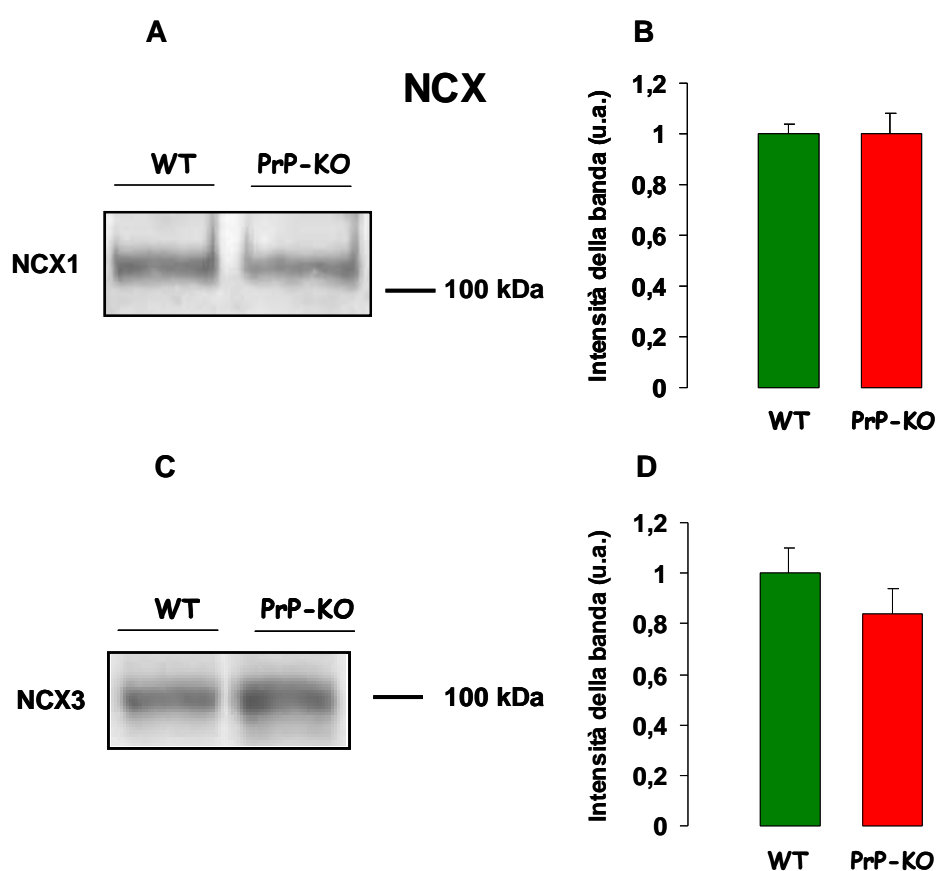 A
NCX
WT PrP-KO
NCX1
100 kDa
B
Intensità della banda (u.a.)
1,2
1
0,8
0,6
0,4
0,2
0
WT PrP-KO
C
WT PrP-KO
NCX3
100 kDa
D
Intensità della banda (u.a.)
1,2
1
0,8
0,6
0,4
0,2
0
WT PrP-KO